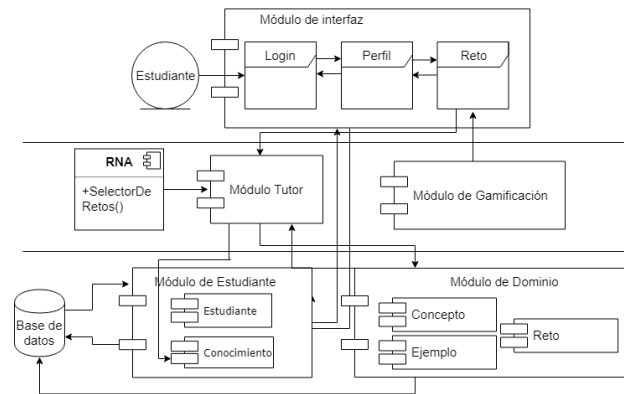 Módulo de interfaz
Login
Perfil
Reto
Estudiante
RNA
+SelectorDe
Retos()
Módulo Tutor
Módulo de Gamificación
Módulo de Estudiante
Módulo de Dominio
Base de
datos
Estudiante
Conocimiento
Concepto
Ejemplo
Reto